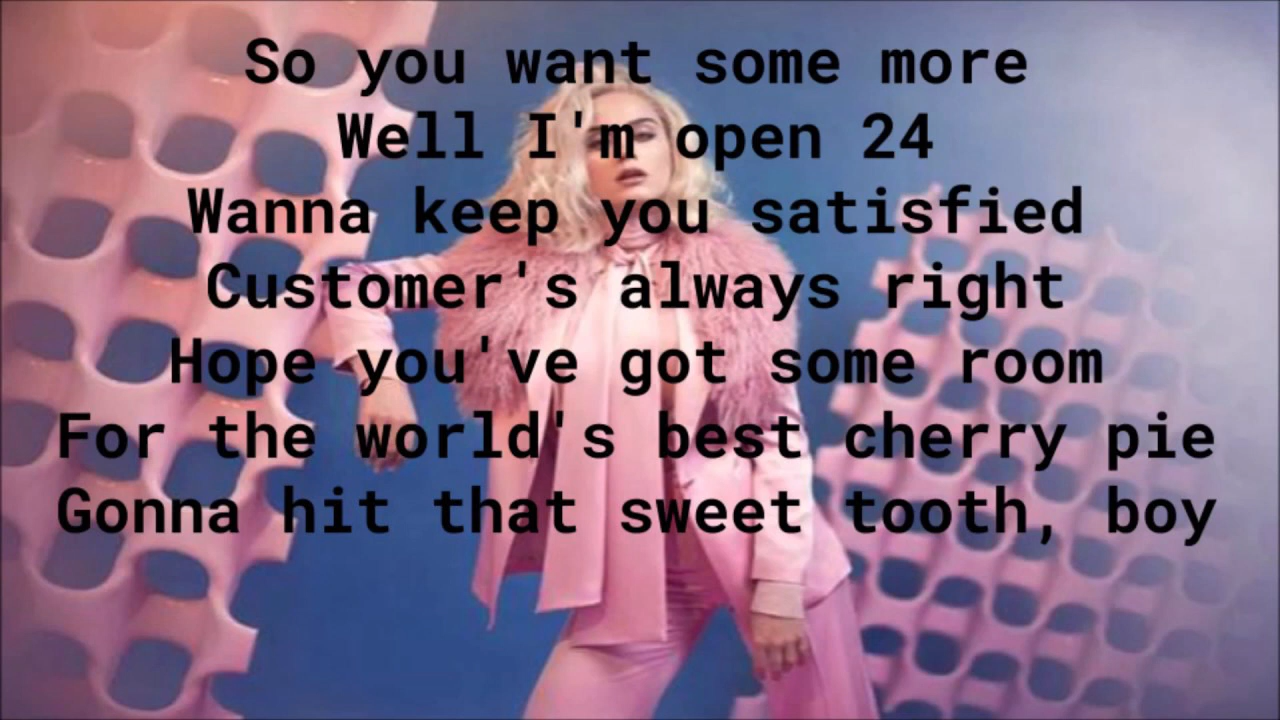 So you want some more
Well I'm open 24
Wanna keep you satisfied
Customer's always right
Hope you've got some room
For the world's best cherry pie
Gonna hit that sweet tooth, boy